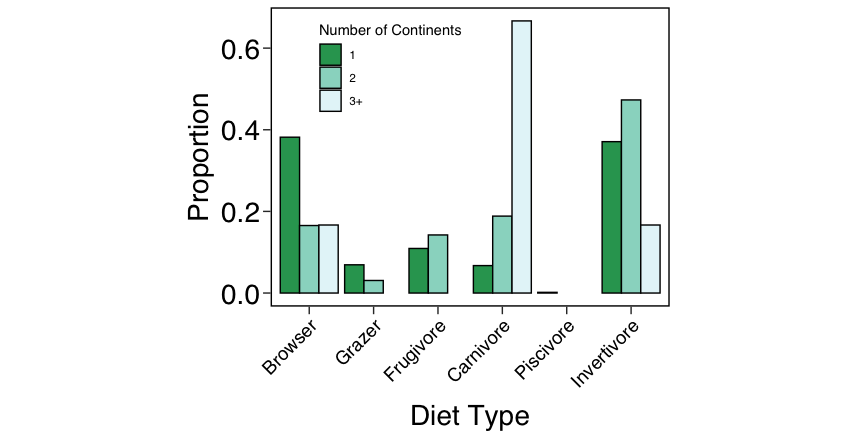 Number of Continents
1
2
3+
Proportion
0.6
0.4
0.2
0.0
Browser
Grazer
Frugivore
Carnivore
Piscivore
Invertivore
Diet Type